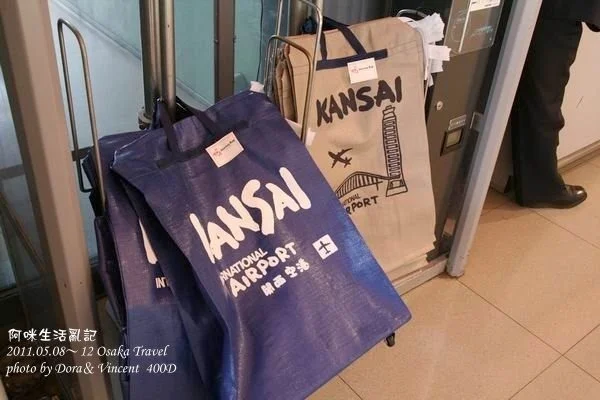 KANSAI
INTERNATIONAL
AIRPORT
KANSAI
INTERNATIONAL
AIRPORT
関西空港
阿咪生活亂記
2011.05.08~ 12 Osaka Travel
photo by Dora& Vincent 400D